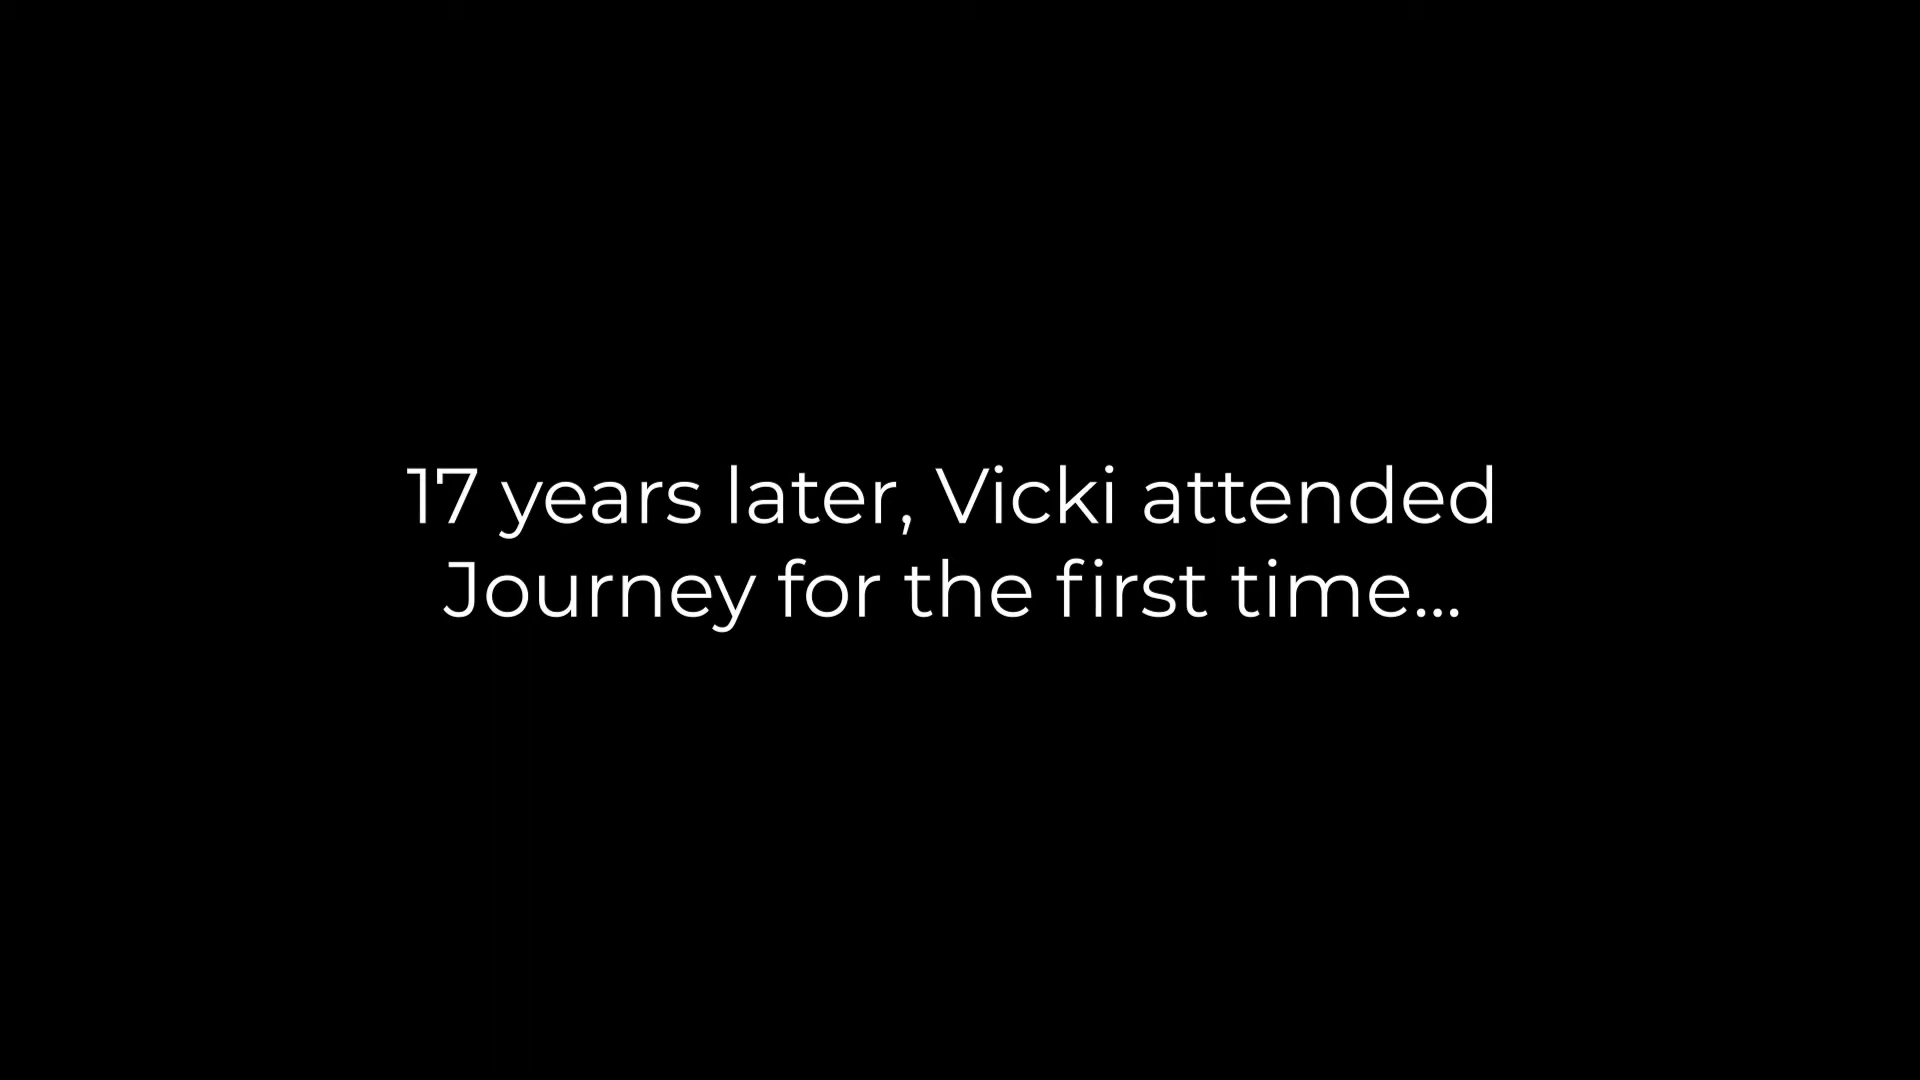 17 years later, Vicki attended
Journey for the first time...